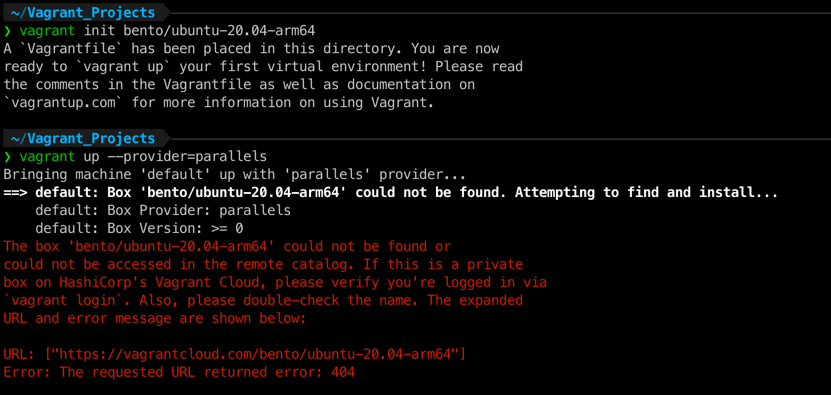 ~/Vagrant_Projects
❯ vagrant init bento/ubuntu-20.04-arm64
A `Vagrantfile` has been placed in this directory. You are now
ready to `vagrant up` your first virtual environment! Please read
the comments in the Vagrantfile as well as documentation on
`vagrantup.com` for more information on using Vagrant.
~/Vagrant_Projects
❯ vagrant up --provider=parallels
Bringing machine 'default' up with 'parallels' provider...
==> default: Box 'bento/ubuntu-20.04-arm64' could not be found. Attempting to find and install...
    default: Box Provider: parallels
    default: Box Version: >= 0
The box 'bento/ubuntu-20.04-arm64' could not be found or
could not be accessed in the remote catalog. If this is a private
box on HashiCorp's Vagrant Cloud, please verify you're logged in via
`vagrant login`. Also, please double-check the name. The expanded
URL and error message are shown below:
URL: ["https://vagrantcloud.com/bento/ubuntu-20.04-arm64"]
Error: The requested URL returned error: 404